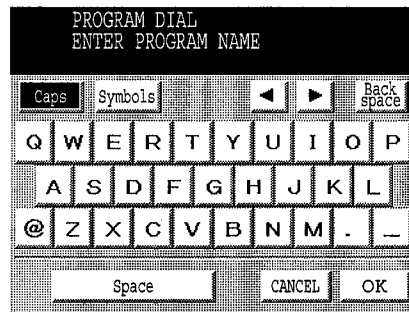 PROGRAM DIAL
ENTER PROGRAM NAME
Caps Symbols ◄ ► Back space
Q W E R T Y U I O P
A S D F G H J K L
@ Z X C V B N M . _
Space CANCEL OK